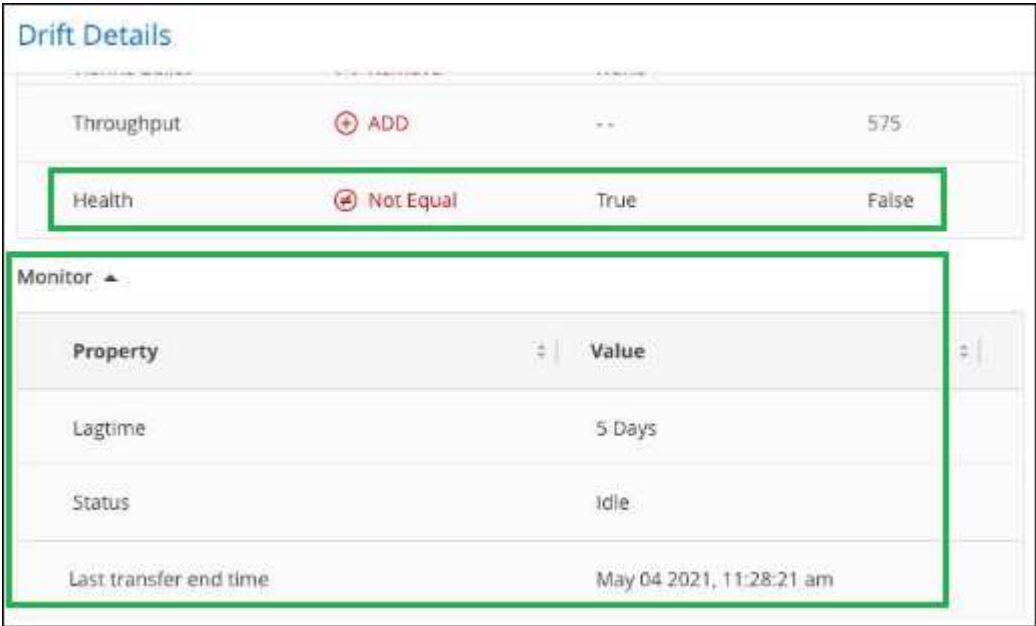 Drift Details
Throughput ADD -- 575
Health Not Equal True False
Monitor
Property Value
Lagtime 5 Days
Status Idle
Last transfer end time May 04 2021, 11:28:21 am